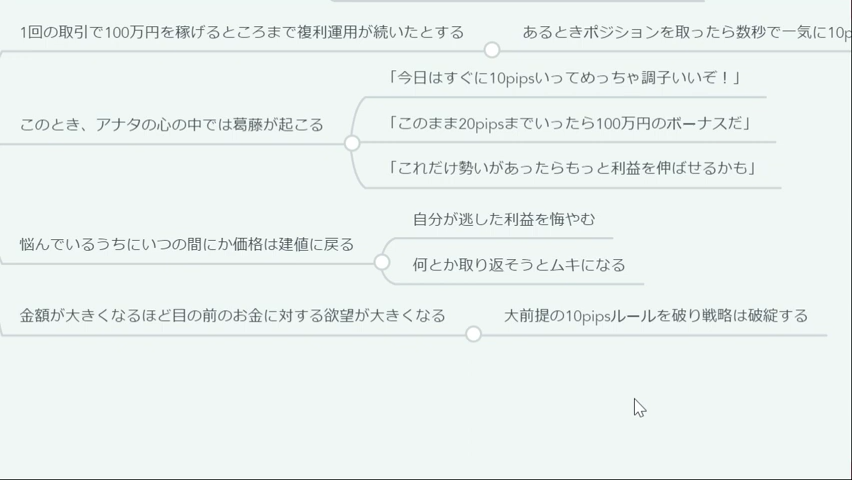 1回の取引で100万円を稼げるところまで複利運用が続いたとする
あるときポジションを取ったら数秒で一気に10p
このとき、アナタの心の中では葛藤が起こる
「今日はすぐに10pipsいってめっちゃ調子いいぞ！」
「このまま20pipsまでいったら100万円のボーナスだ」
「これだけ勢いがあったらもっと利益を伸ばせるかも」
悩んでいるうちにいつの間にか価格は建値に戻る
自分が逃した利益を悔やむ
何とか取り返そうとムキになる
金額が大きくなるほど目の前のお金に対する欲望が大きくなる
大前提の10pipsルールを破り戦略は破綻する